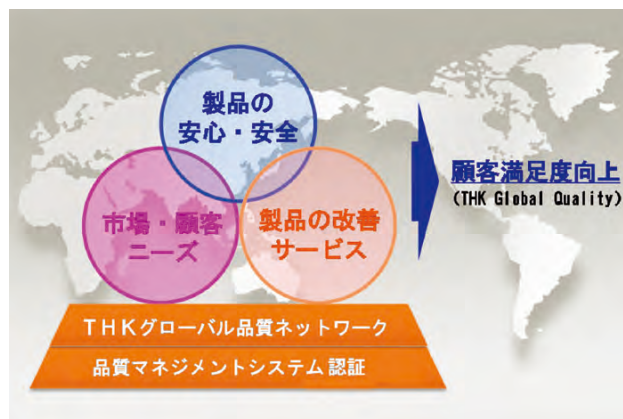 製品の
安心・安全
市場・顧客
ニーズ
製品の改善
サービス
顧客満足度向上
(THK Global Quality)
THKグローバル品質ネットワーク
品質マネジメントシステム認証